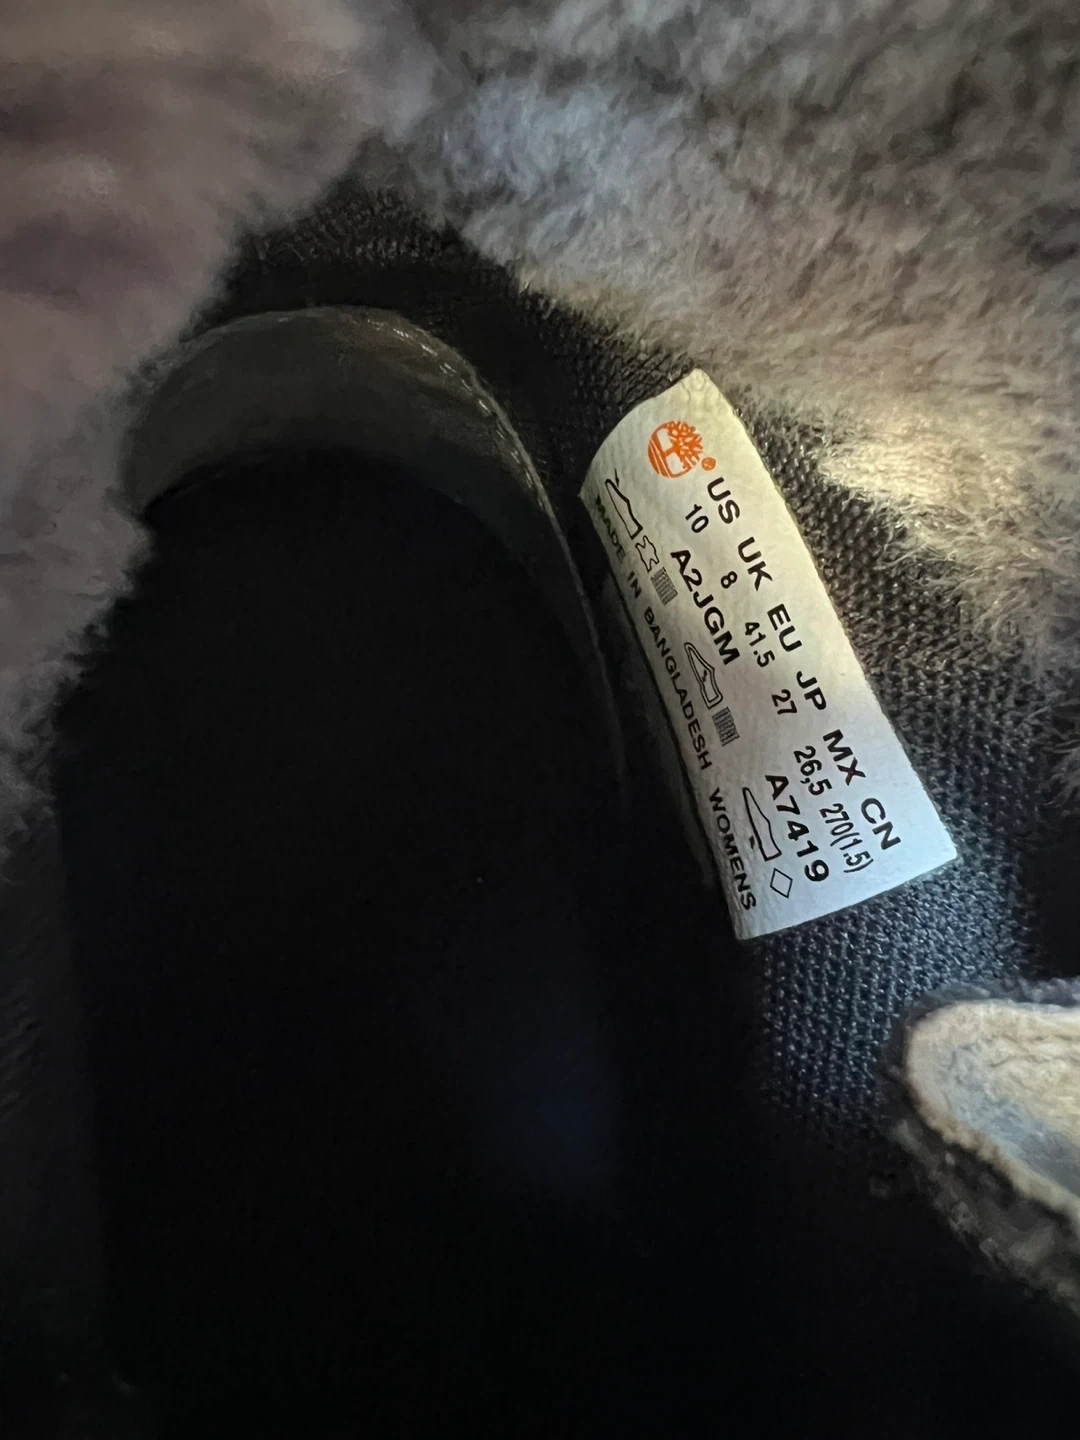 US UK EU JP MX CN
10 8 41.5 27 26,5 270(1.5)
A2JGM A7419
MADE IN BANGLADESH WOMENS